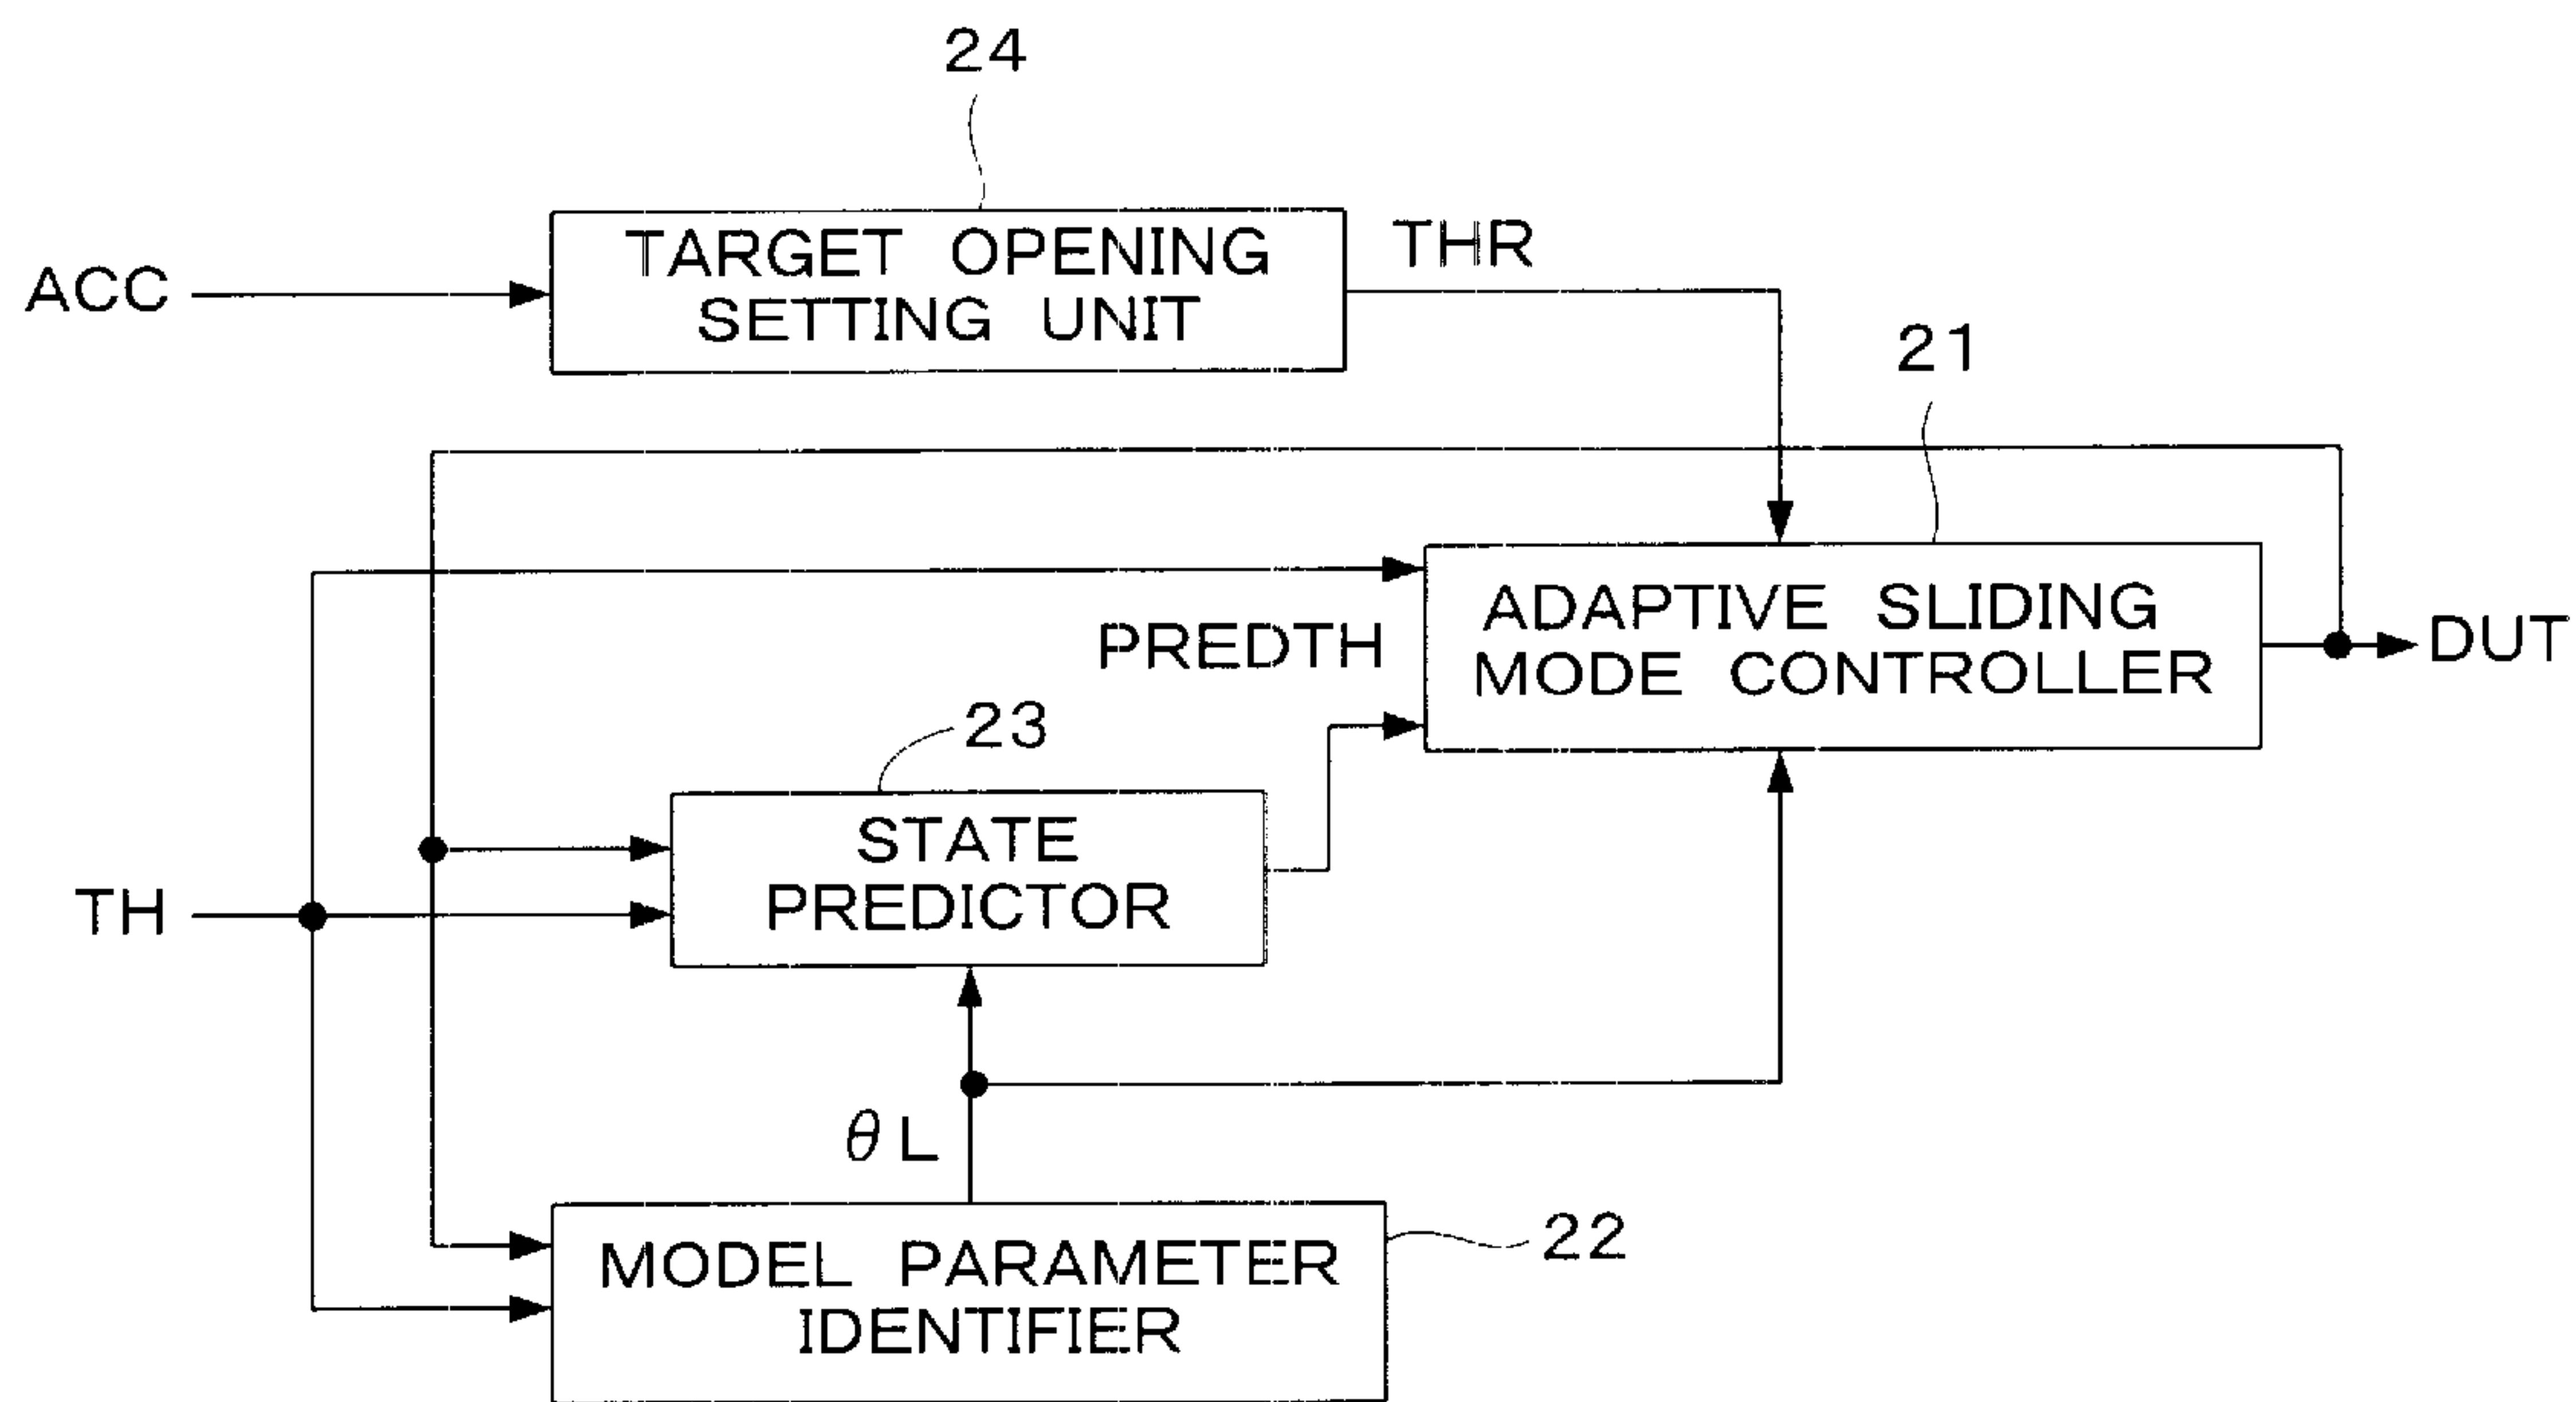 24
TARGET OPENING
SETTING UNIT
THR
ACC
21
ADAPTIVE SLIDING
MODE CONTROLLER
PREDTH
DUT
23
STATE
PREDICTOR
TH
θL
MODEL PARAMETER
IDENTIFIER
22